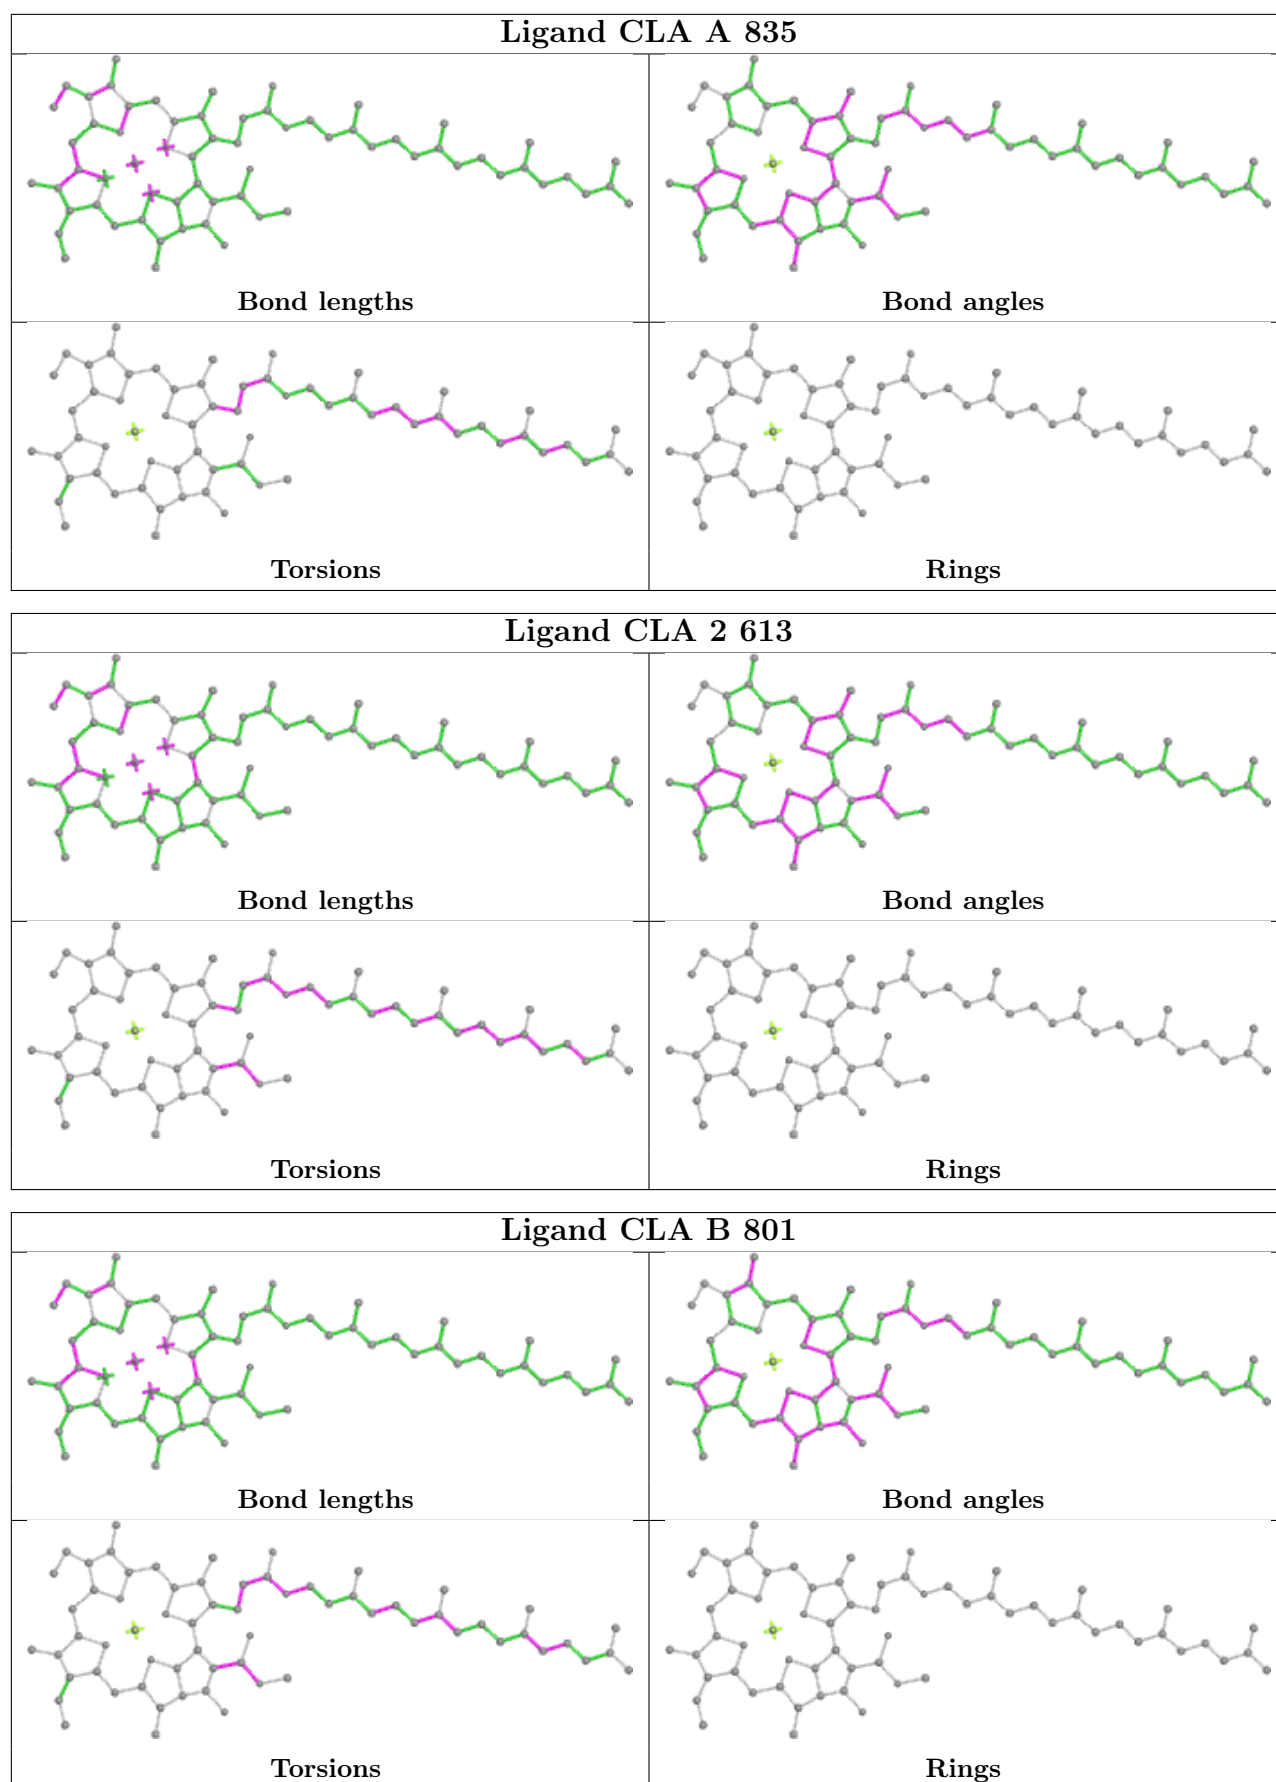 Ligand CLA A 835
Bond lengths
Bond angles
Torsions
Rings
Ligand CLA 2 613
Bond lengths
Bond angles
Torsions
Rings
Ligand CLA B 801
Bond lengths
Bond angles
Torsions
Rings